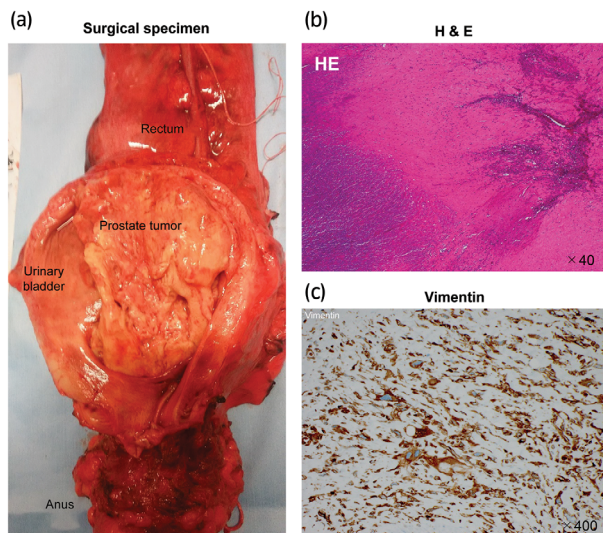 (a)
Surgical specimen
Rectum
Prostate tumor
Urinary
bladder
Anus
(b)
H & E
HE
×40
(c)
Vimentin
Vimentin
×400